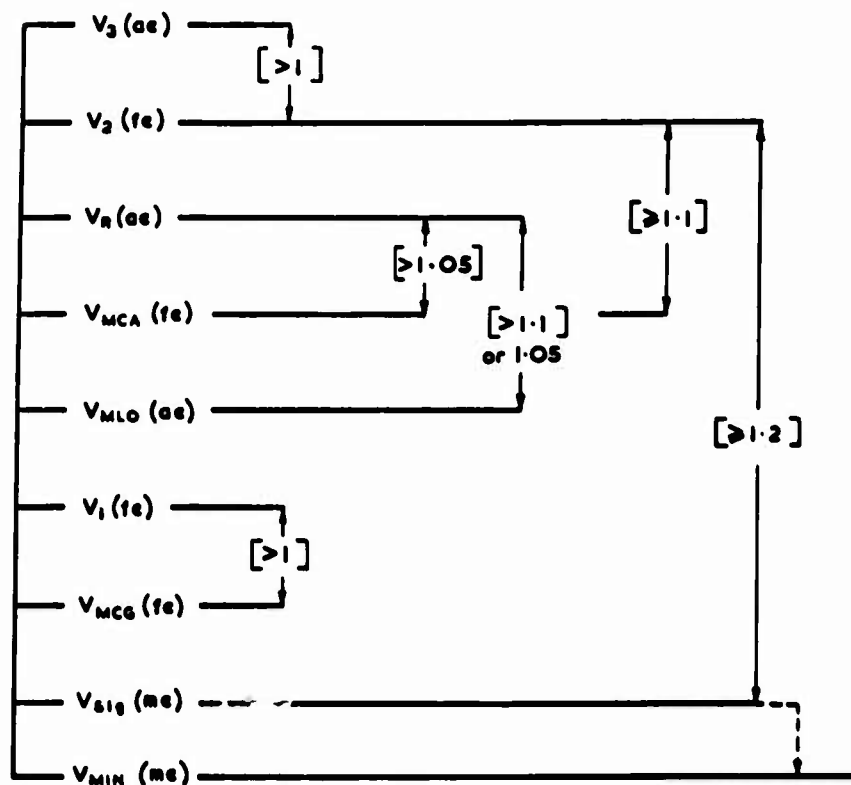 V3 (ae)
[>1]
V2 (fe)
[⩾1·1]
VR (ae)
[>1·05]
VMCA (fe)
[>1·1]
or 1·05
VMLO (ae)
[⩾1·2]
V1 (fe)
[>1]
VMCG (fe)
Vsig (me)
VMIN (me)